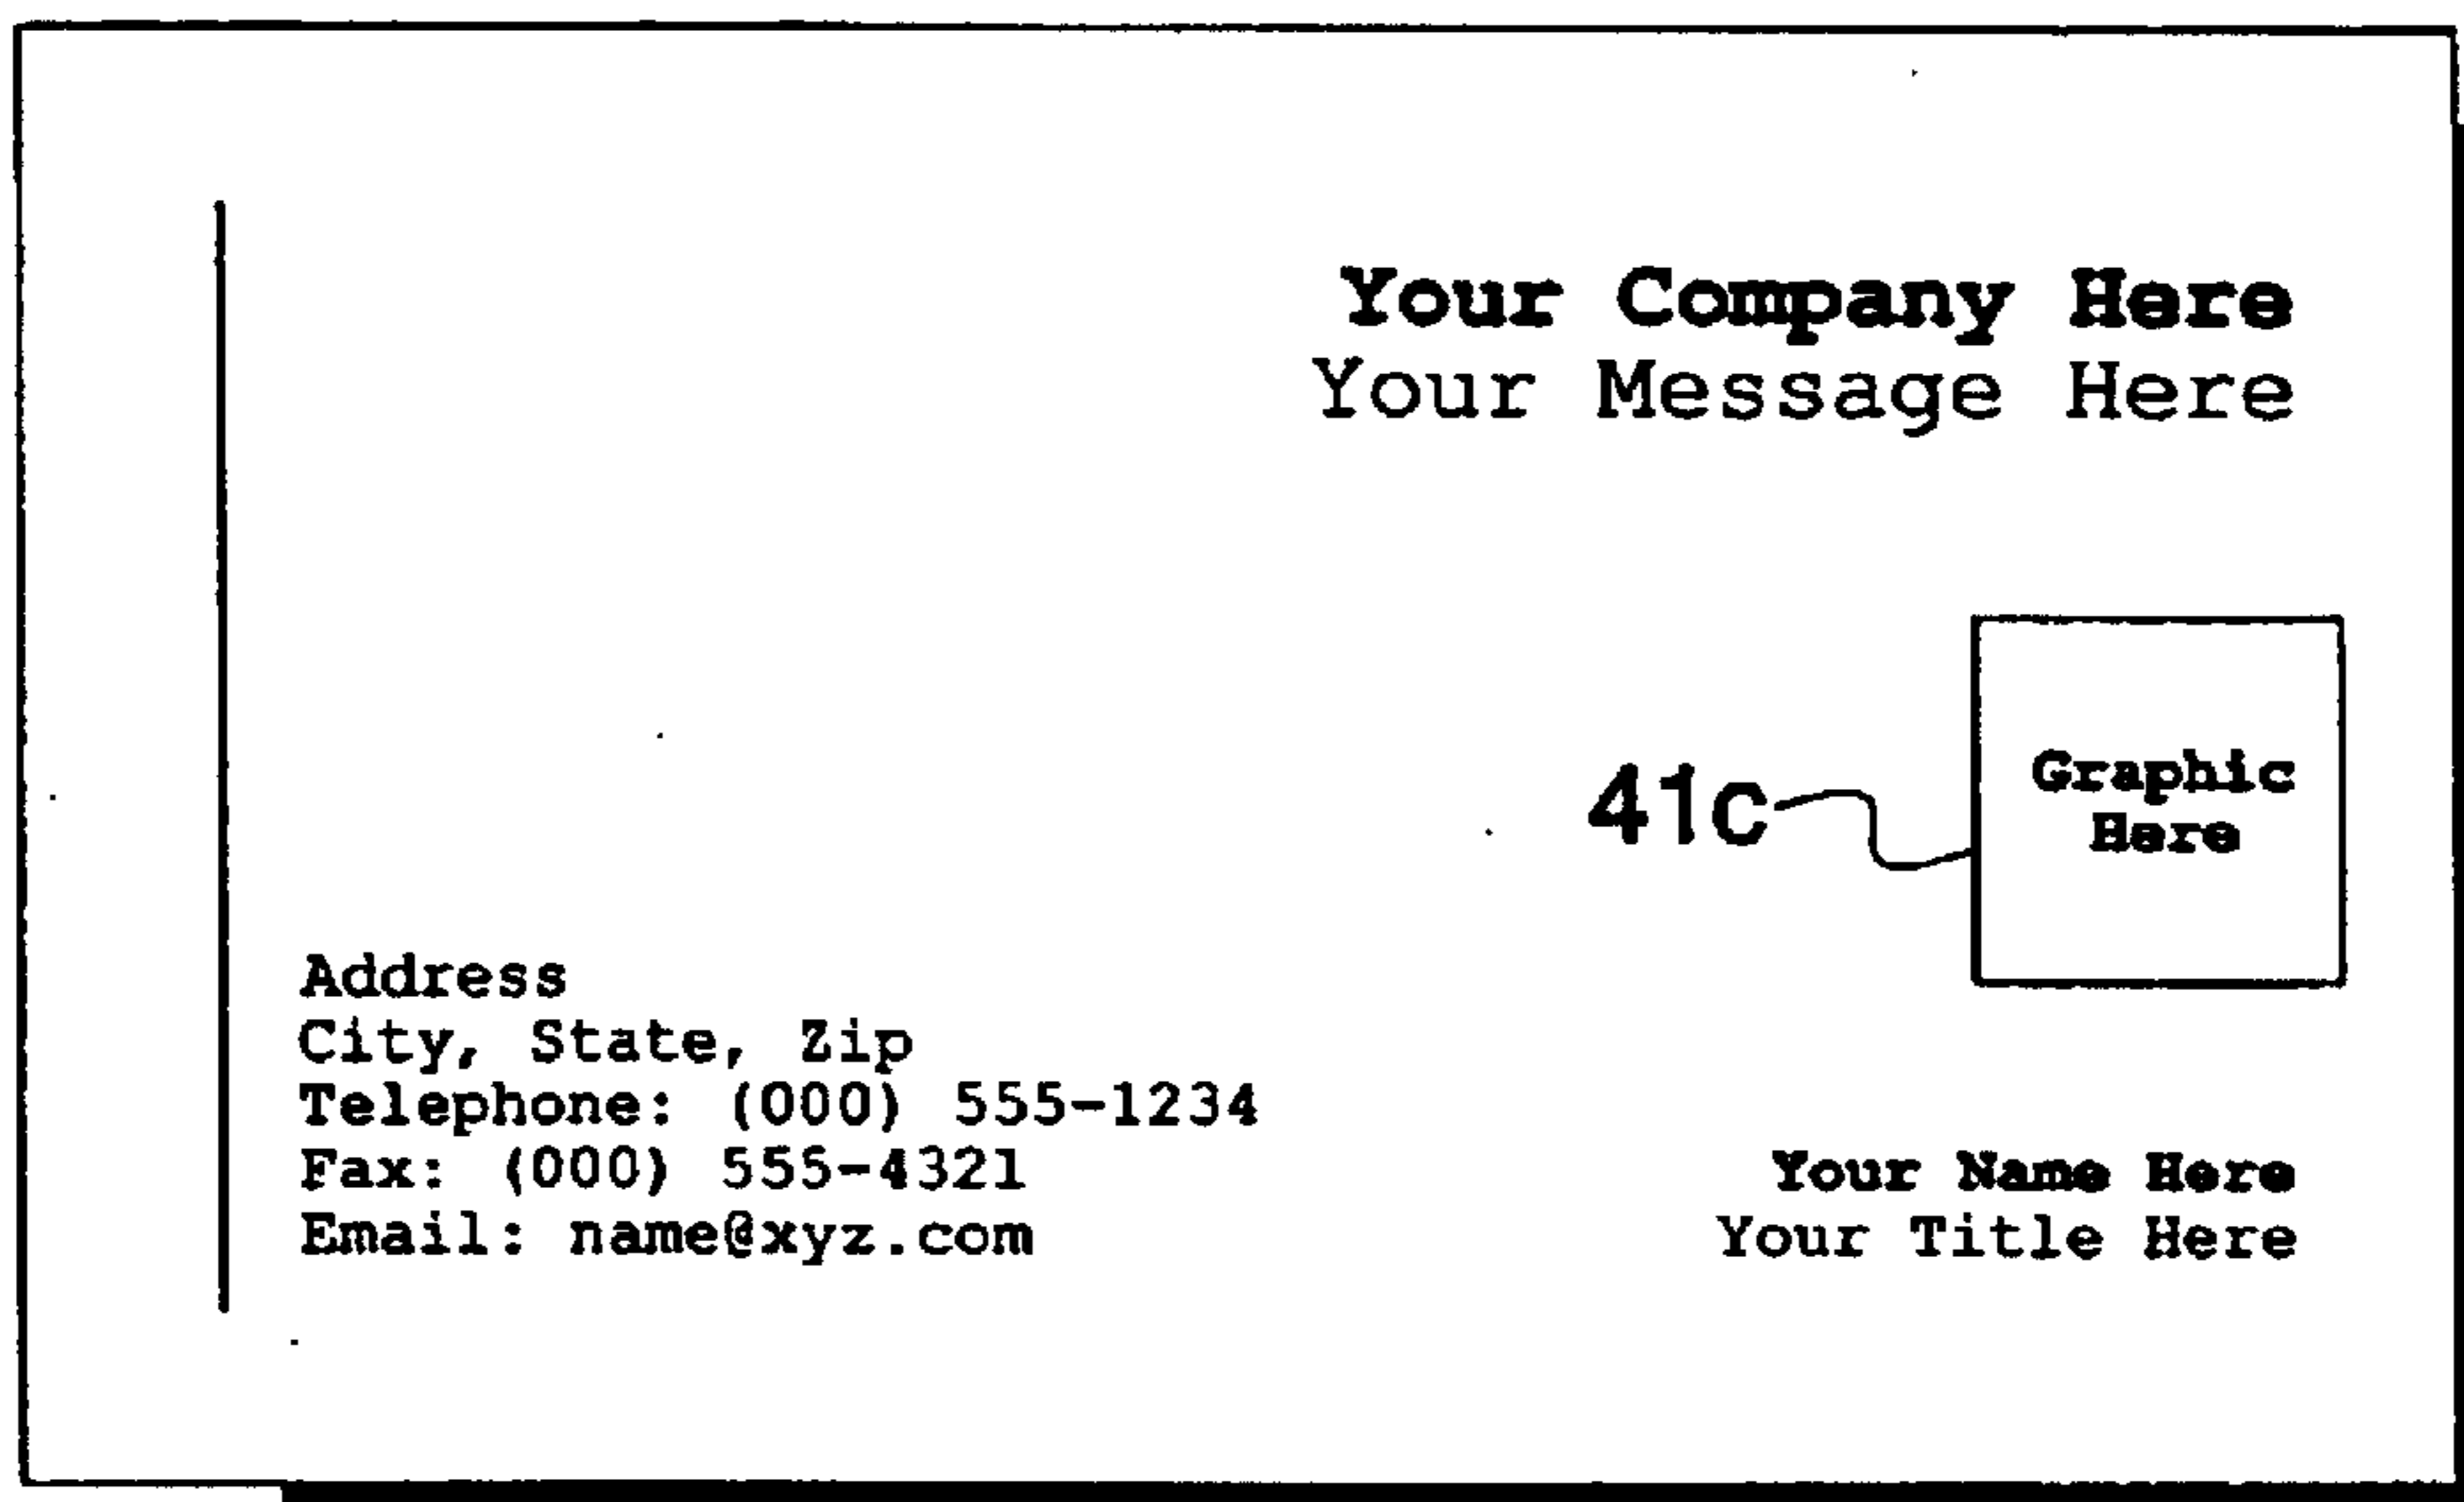 Your Company Here
Your Message Here
41c
Graphic
Here
Address
City, State, Zip
Telephone: (000) 555-1234
Fax: (000) 555-4321
Email: name@xyz.com
Your Name Here
Your Title Here